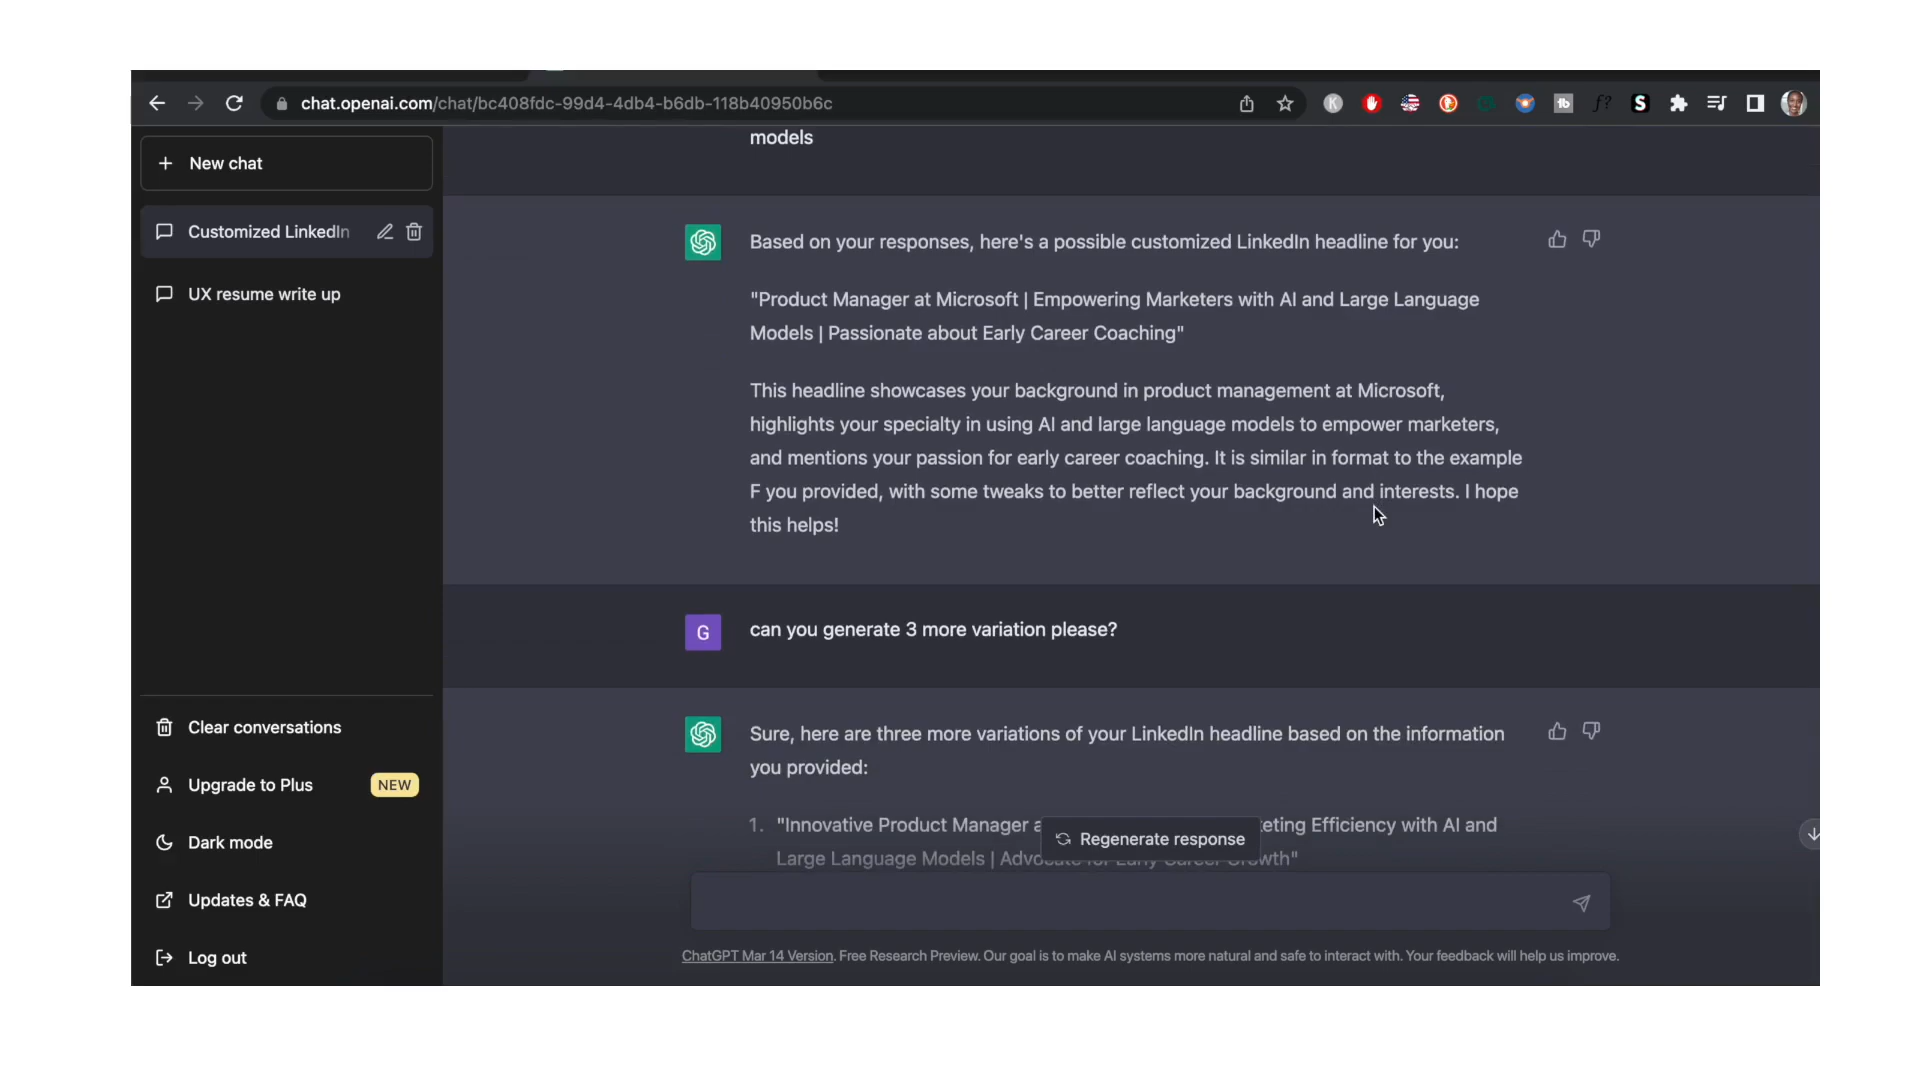 chat.openai.com/chat/bc408fdc-99d4-4db4-b6db-118b40950b6c
New chat
Customized LinkedIn
UX resume write up
Clear conversations
Upgrade to Plus NEW
Dark mode
Updates & FAQ
Log out
models
Based on your responses, here's a possible customized LinkedIn headline for you:
"Product Manager at Microsoft | Empowering Marketers with AI and Large Language
Models | Passionate about Early Career Coaching"
This headline showcases your background in product management at Microsoft,
highlights your specialty in using AI and large language models to empower marketers,
and mentions your passion for early career coaching. It is similar in format to the example
F you provided, with some tweaks to better reflect your background and interests. I hope
this helps!
G can you generate 3 more variation please?
Sure, here are three more variations of your LinkedIn headline based on the information
you provided:
1. "Innovative Product Manager eting Efficiency with AI and
Regenerate response
Large Language Models | Advocate for Early Career Growth"
ChatGPT Mar 14 Version. Free Research Preview. Our goal is to make AI systems more natural and safe to interact with. Your feedback will help us improve.